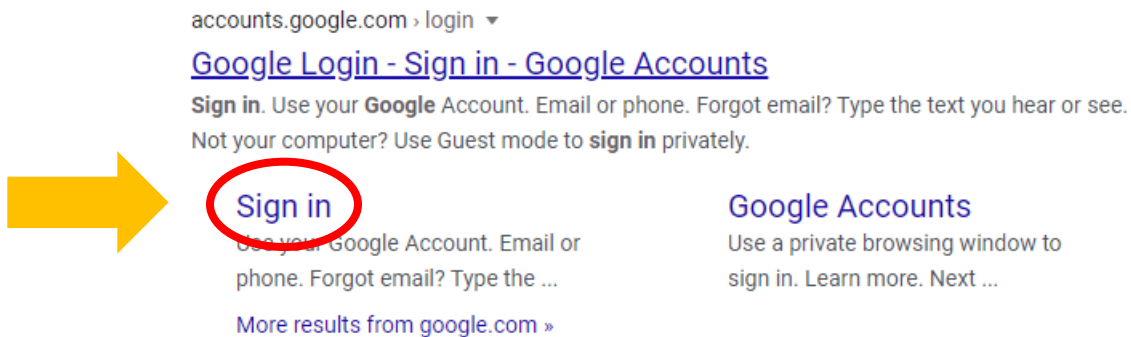 accounts.google.com › login
Google Login - Sign in - Google Accounts
Sign in. Use your Google Account. Email or phone. Forgot email? Type the text you hear or see.
Not your computer? Use Guest mode to sign in privately.
Sign in
Use your Google Account. Email or
phone. Forgot email? Type the ...
More results from google.com »
Google Accounts
Use a private browsing window to
sign in. Learn more. Next ...